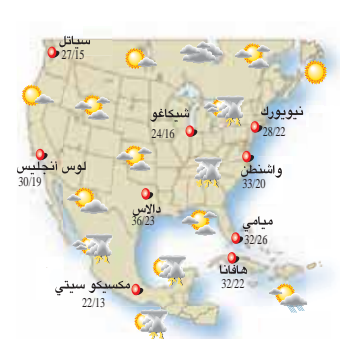 سياتل
27/15
نيويورك
28/22
شيكاغو
24/16
لوس أنجليس
30/19
واشنطن
33/20
دالاس
36/23
ميامي
32/26
هافانا
32/22
مكسيكو سيتي
22/13